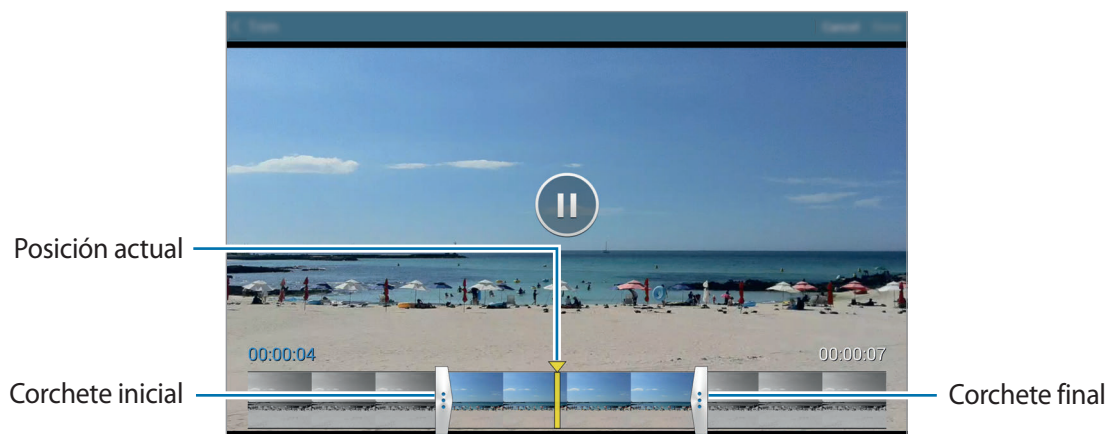 Posición actual
00:00:04
00:00:07
Corchete inicial
Corchete final